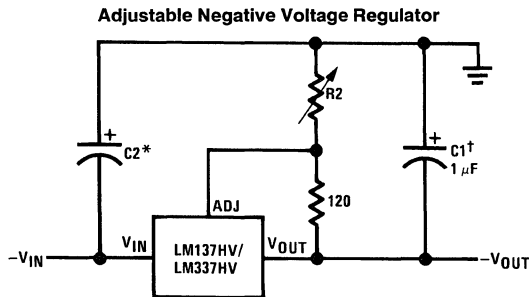 Adjustable Negative Voltage Regulator
R2
C2*
C1†
1 μF
ADJ
120
–VIN
VIN
LM137HV/
LM337HV
VOUT
–VOUT